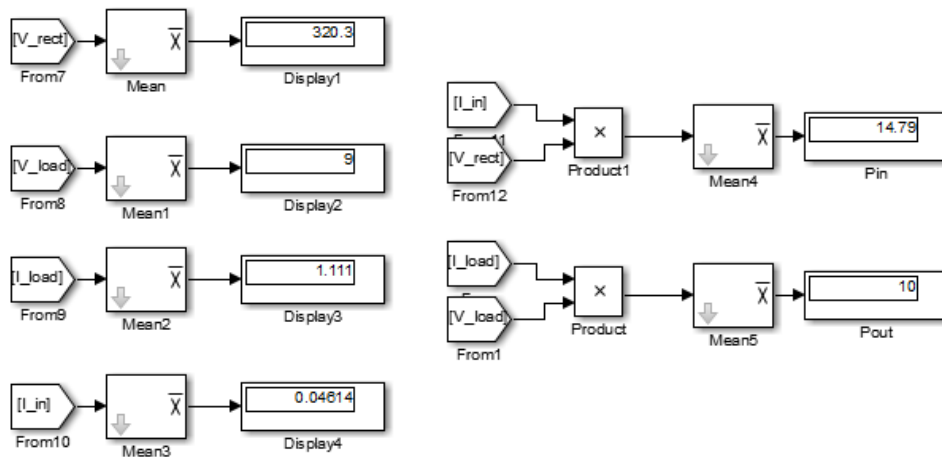 [V_rect]
X
320.3
From7
Mean
Display1
[V_load]
X
9
From8
Mean1
Display2
[I_load]
X
1.111
From9
Mean2
Display3
[I_in]
X
0.04614
From10
Mean3
Display4
[I_in]
[V_rect]
From12
×
Product1
X
Mean4
14.79
Pin
[I_load]
[V_load]
From1
×
Product
X
Mean5
10
Pout